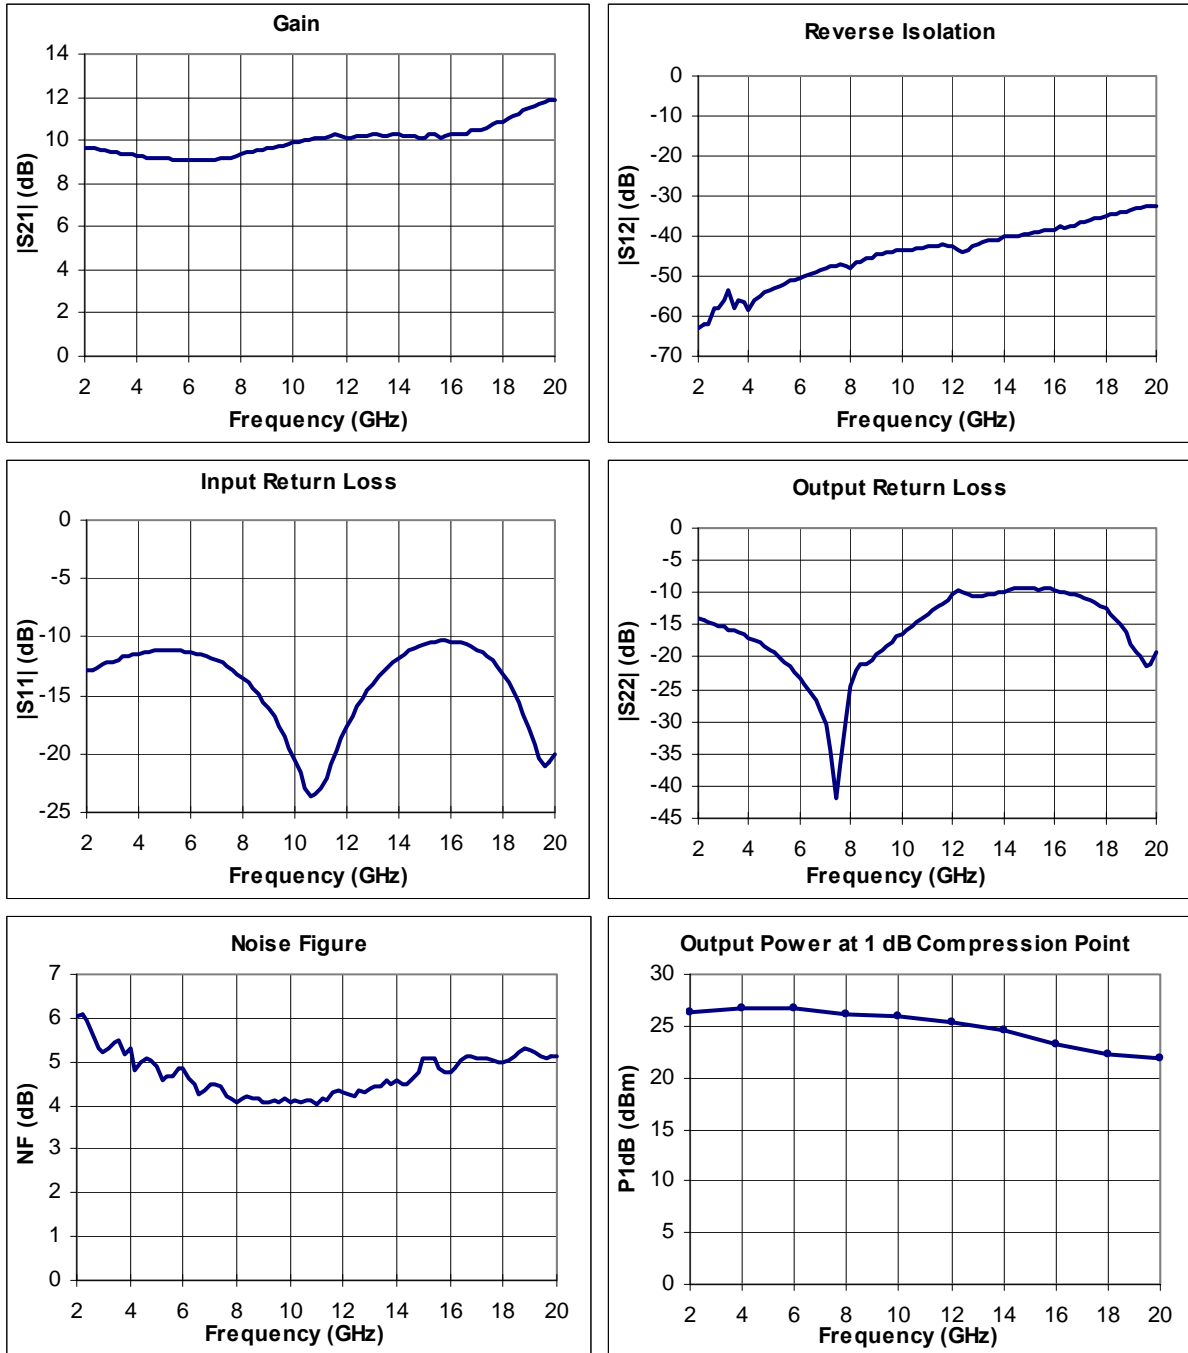 Gain
|S21| (dB)
14
12
10
8
6
4
2
0
2 4 6 8 10 12 14 16 18 20
Frequency (GHz)
Reverse Isolation
|S12| (dB)
0
-10
-20
-30
-40
-50
-60
-70
2 4 6 8 10 12 14 16 18 20
Frequency (GHz)
Input Return Loss
|S11| (dB)
0
-5
-10
-15
-20
-25
2 4 6 8 10 12 14 16 18 20
Frequency (GHz)
Output Return Loss
|S22| (dB)
0
-5
-10
-15
-20
-25
-30
-35
-40
-45
2 4 6 8 10 12 14 16 18 20
Frequency (GHz)
Noise Figure
NF (dB)
7
6
5
4
3
2
1
0
2 4 6 8 10 12 14 16 18 20
Frequency (GHz)
Output Power at 1 dB Compression Point
P1dB (dBm)
30
25
20
15
10
5
0
2 4 6 8 10 12 14 16 18 20
Frequency (GHz)